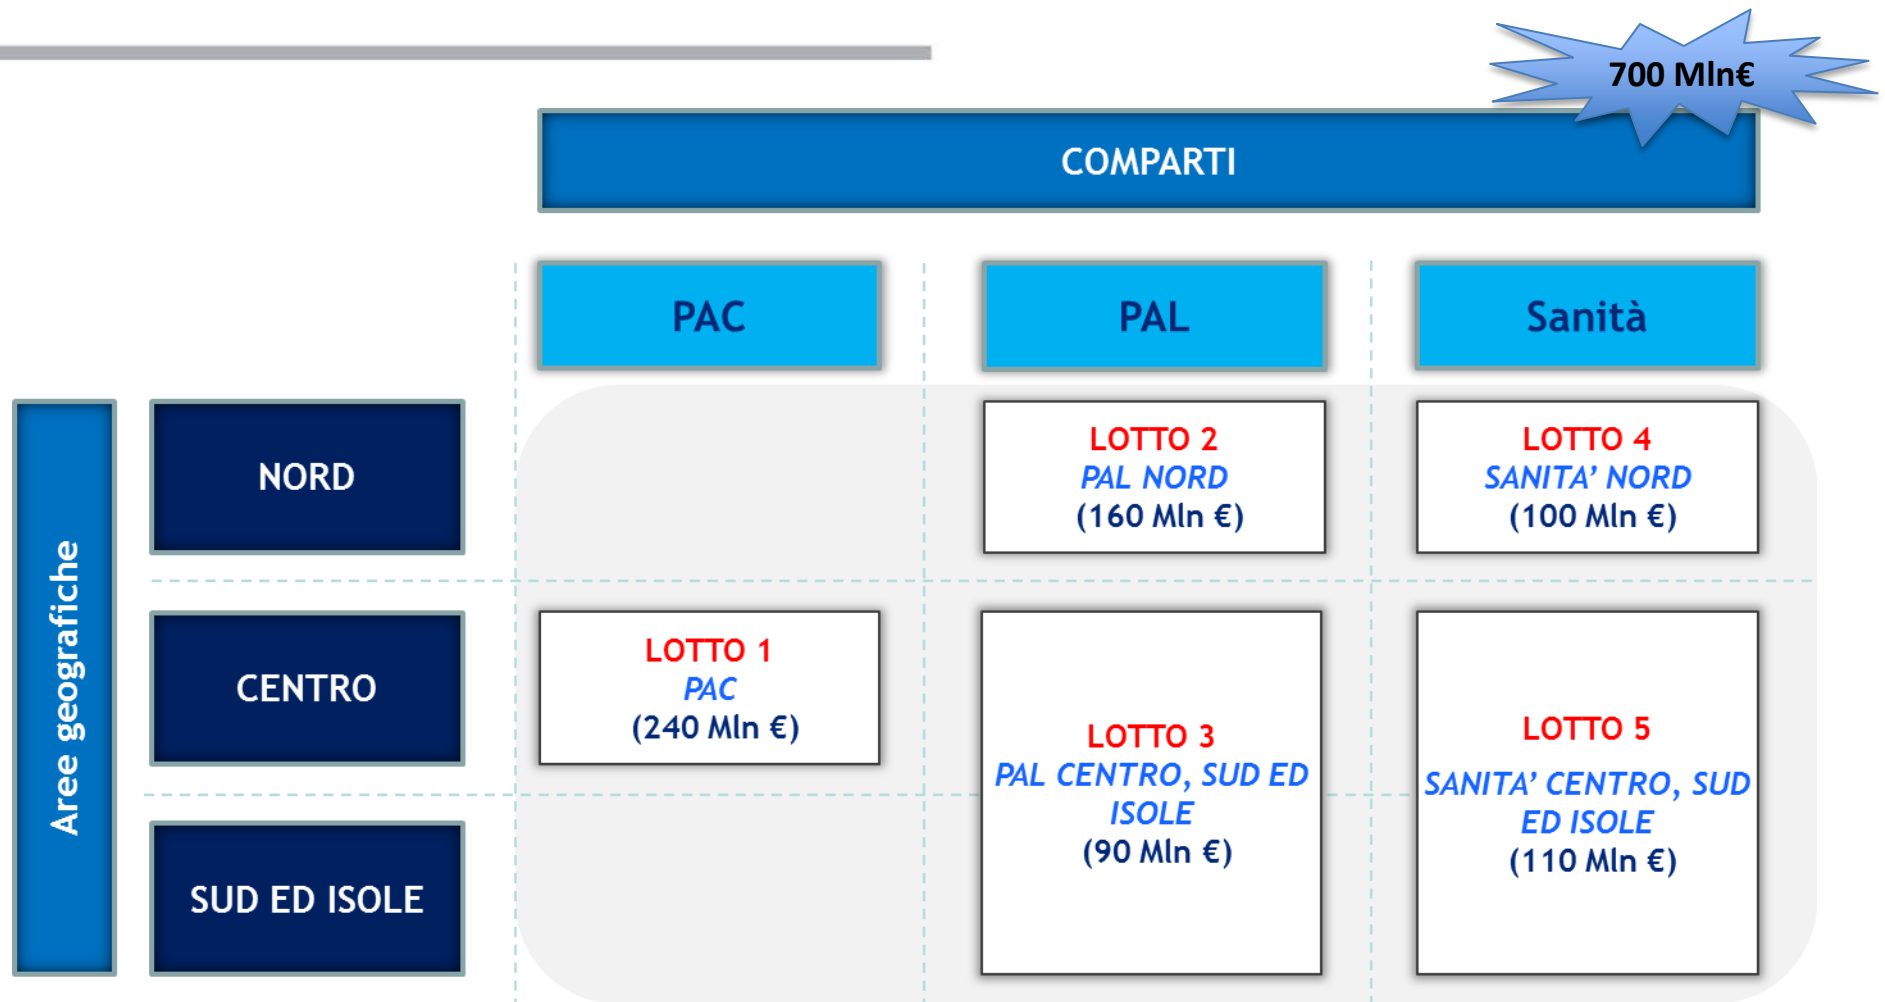 700 Mln€
COMPARTI
PAC
PAL
Sanità
Aree geografiche
NORD
LOTTO 2
PAL NORD
(160 Mln €)
LOTTO 4
SANITA’ NORD
(100 Mln €)
CENTRO
LOTTO 1
PAC
(240 Mln €)
LOTTO 3
PAL CENTRO, SUD ED
ISOLE
(90 Mln €)
LOTTO 5
SANITA’ CENTRO, SUD
ED ISOLE
(110 Mln €)
SUD ED ISOLE